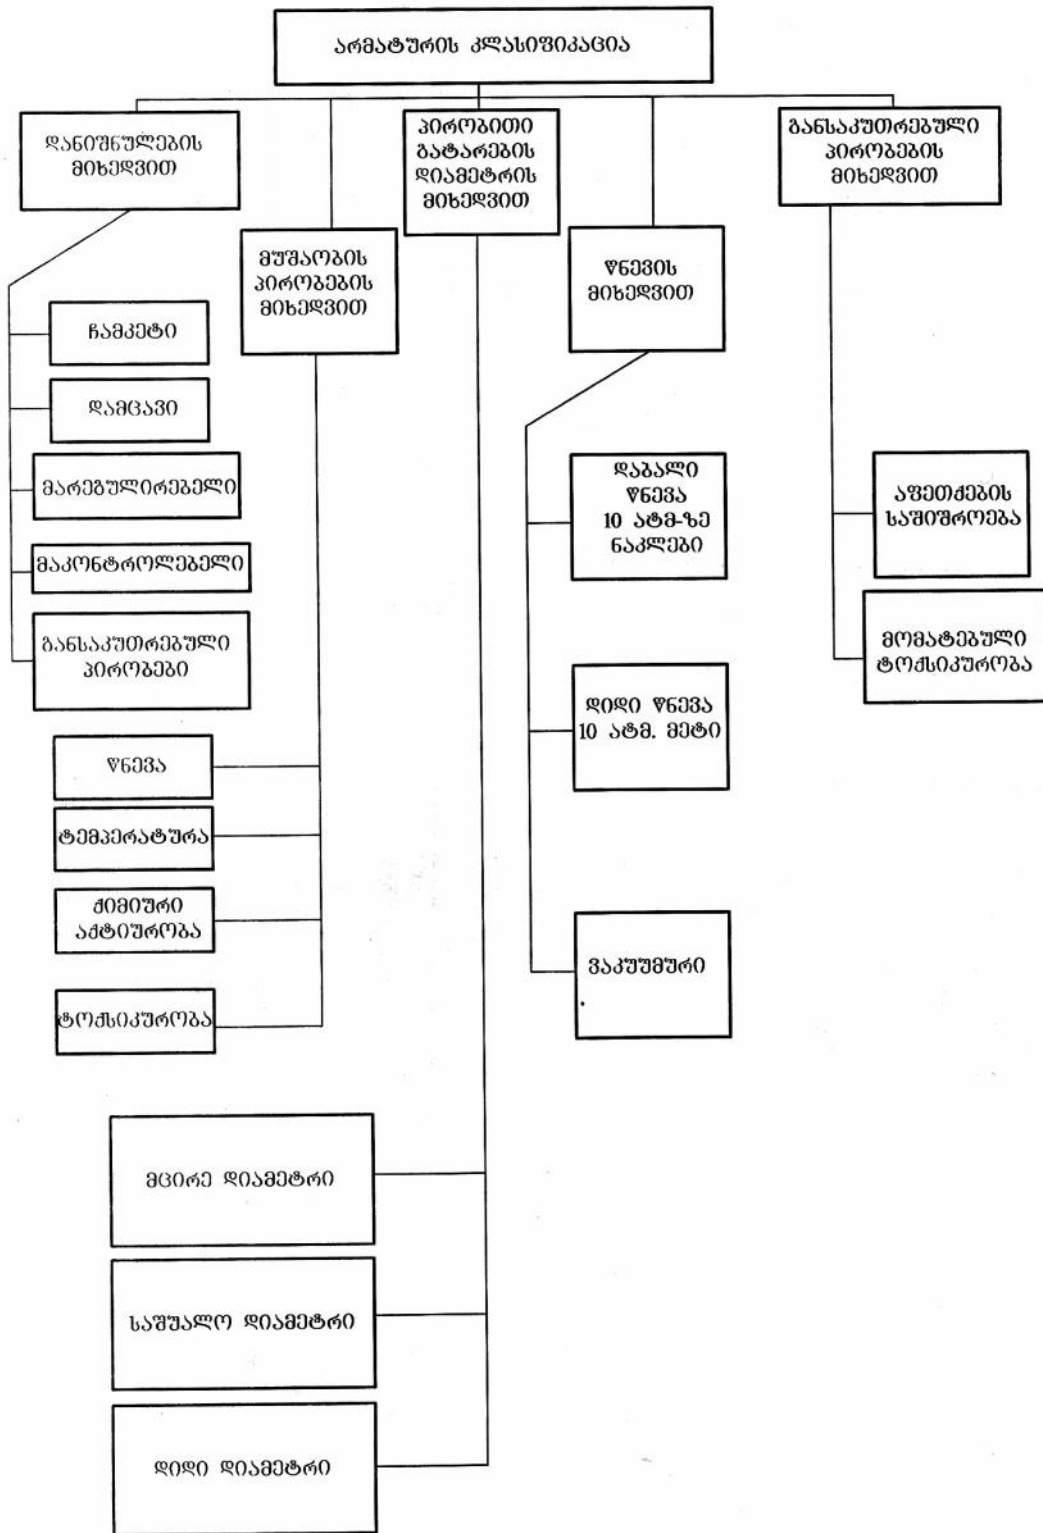 არმატურის კლასიფიკაცია
დანიშნულების
მიხედვით
პირობითი
გატარების
დიამეტრის
მიხედვით
განსაკუთრებული
პირობების
მიხედვით
მუშაობის
პირობების
მიხედვით
წნევის
მიხედვით
ჩამკეტი
დამცავი
მარეგულირებელი
მაკონტროლებელი
განსაკუთრებული
პირობები
წნევა
ტემპერატურა
ქიმიური
აქტიურობა
ტოქსიკურობა
მცირე დიამეტრი
საშუალო დიამეტრი
დიდი დიამეტრი
დაბალი
წნევა
10 ატმ-ზე
ნაკლები
დიდი წნევა
10 ატმ. მეტი
ვაკუუმური
აფეთქების
საშიშროება
მომატებული
ტოქსიკურობა